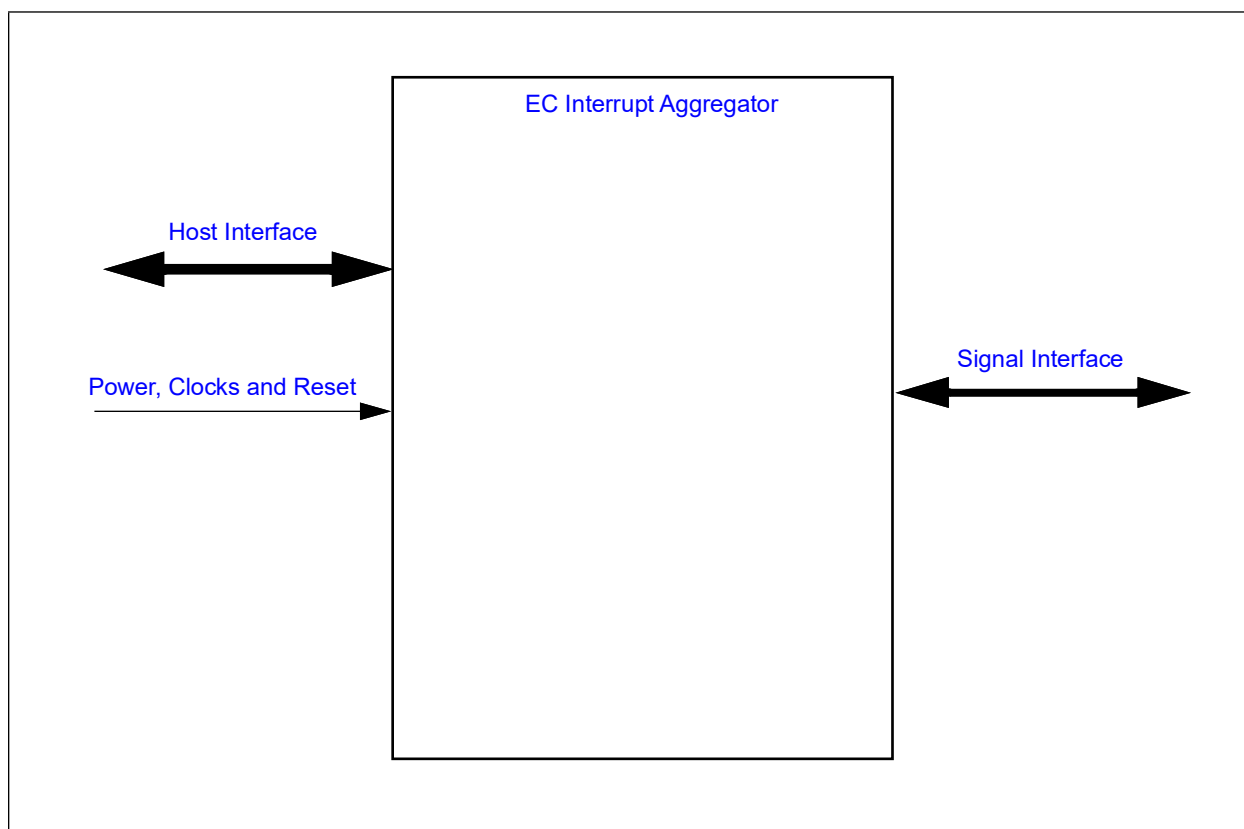 EC Interrupt Aggregator
Host Interface
Signal Interface
Power, Clocks and Reset